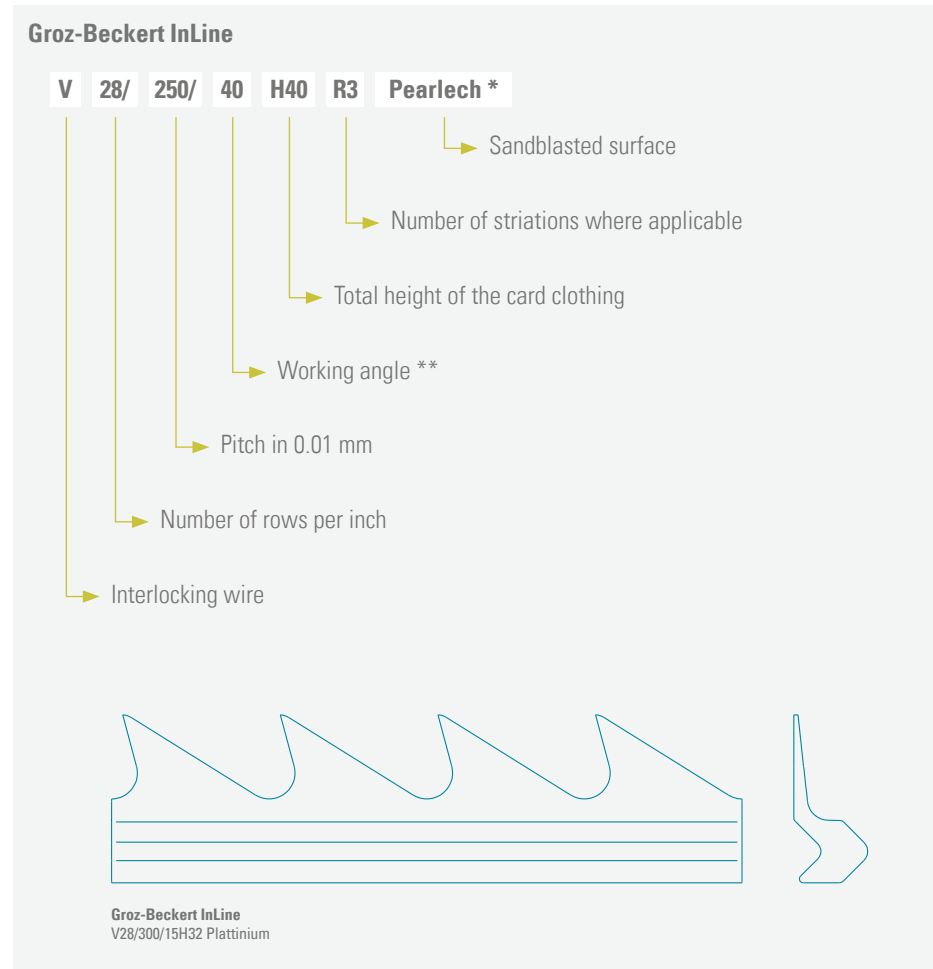 Groz-Beckert InLine
V 28/ 250/ 40 H40 R3 Pearlech *
Sandblasted surface
Number of striations where applicable
Total height of the card clothing
Working angle **
Pitch in 0.01 mm
Number of rows per inch
Interlocking wire
Groz-Beckert InLine
V28/300/15H32 Plattinium